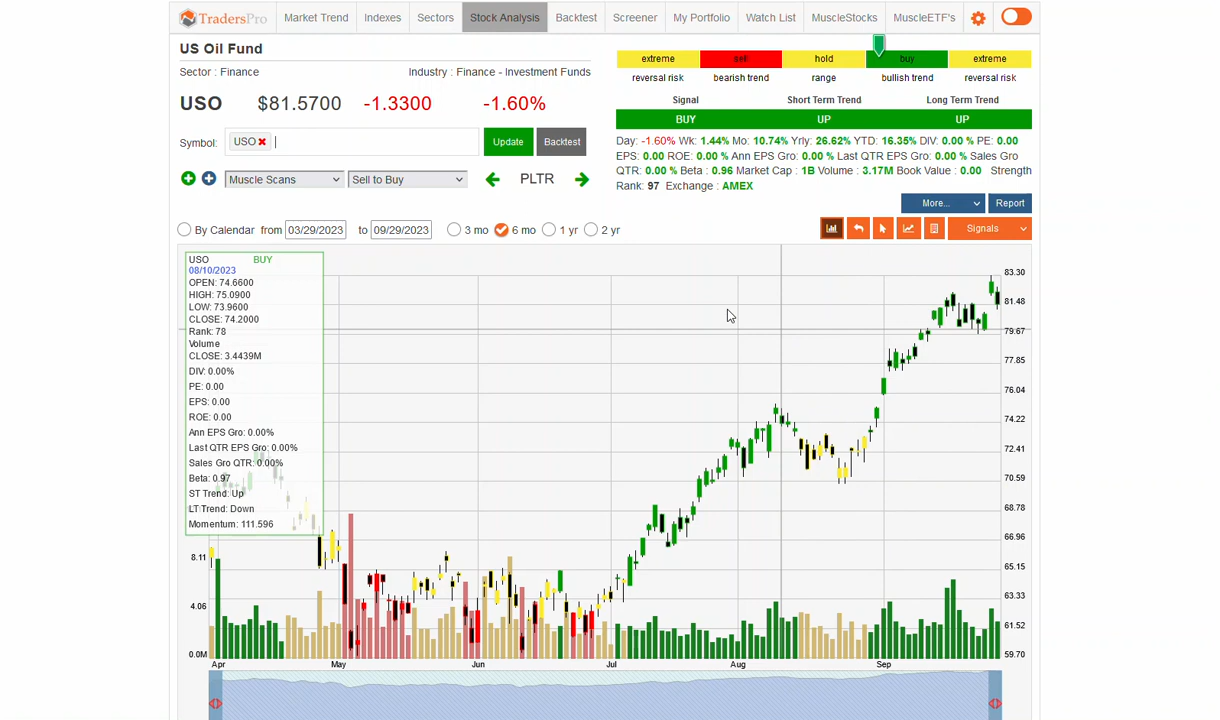 TradersPro Market Trend Indexes Sectors Stock Analysis Backtest Screener My Portfolio Watch List MuscleStocks MuscleETF's
US Oil Fund
Sector : Finance Industry : Finance - Investment Funds
USO $81.5700 -1.3300 -1.60%
Symbol: USO Update Backtest
Muscle Scans Sell to Buy PLTR
extreme sell hold buy extreme
reversal risk bearish trend range bullish trend reversal risk
Signal Short Term Trend Long Term Trend
BUY UP UP
Day: -1.60% Wk: 1.44% Mo: 10.74% Yrly: 26.62% YTD: 16.35% DIV: 0.00 % PE: 0.00
EPS: 0.00 ROE: 0.00 % Ann EPS Gro: 0.00 % Last QTR EPS Gro: 0.00 % Sales Gro
QTR: 0.00 % Beta : 0.96 Market Cap : 1B Volume : 3.17M Book Value : 0.00 Strength
Rank: 97 Exchange : AMEX
More... Report
By Calendar from 03/29/2023 to 09/29/2023 3 mo 6 mo 1 yr 2 yr Signals
USO BUY
08/10/2023
OPEN: 74.6600
HIGH: 75.0900
LOW: 73.9600
CLOSE: 74.2000
Rank: 78
Volume
CLOSE: 3.4439M
DIV: 0.00%
PE: 0.00
EPS: 0.00
ROE: 0.00
Ann EPS Gro: 0.00%
Last QTR EPS Gro: 0.00%
Sales Gro QTR: 0.00%
Beta: 0.97
ST Trend: Up
LT Trend: Down
Momentum: 111.596
83.30
81.48
79.67
77.85
76.04
74.22
72.41
70.59
68.78
66.96
65.15
63.33
61.52
59.70
8.11
4.06
0.0M
Apr May Jun Jul Aug Sep